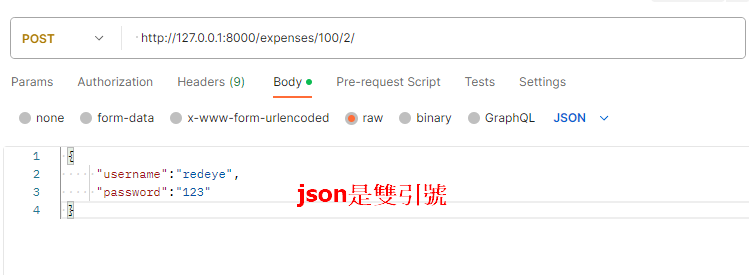 POST http://127.0.0.1:8000/expenses/100/2/
Params Authorization Headers (9) Body Pre-request Script Tests Settings
none form-data x-www-form-urlencoded raw binary GraphQL JSON
1 {
2 "username":"redeye",
3 "password":"123"
json是雙引號
4 }